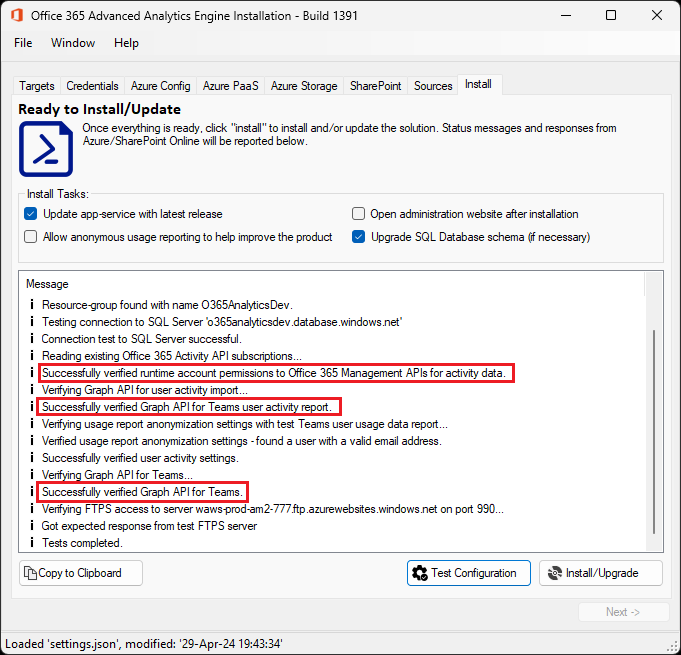 Office 365 Advanced Analytics Engine Installation - Build 1391
File Window Help
Targets Credentials Azure Config Azure PaaS Azure Storage SharePoint Sources Install
Ready to Install/Update
Once everything is ready, click "install" to install and/or update the solution. Status messages and responses from
Azure/SharePoint Online will be reported below.
Install Tasks:
Update app-service with latest release
Open administration website after installation
Allow anonymous usage reporting to help improve the product
Upgrade SQL Database schema (if necessary)
Message
Resource-group found with name O365AnalyticsDev.
Testing connection to SQL Server 'o365analyticsdev.database.windows.net'
Connection test to SQL Server successful.
Reading existing Office 365 Activity API subscriptions...
Successfully verified runtime account permissions to Office 365 Management APIs for activity data.
Verifying Graph API for user activity import...
Successfully verified Graph API for Teams user activity report.
Verifying usage report anonymization settings with test Teams user usage data report...
Verified usage report anonymization settings - found a user with a valid email address.
Successfully verified user activity settings.
Verifying Graph API for Teams...
Successfully verified Graph API for Teams.
Verifying FTPS access to server waws-prod-am2-777.ftp.azurewebsites.windows.net on port 990...
Got expected response from test FTPS server
Tests completed.
Copy to Clipboard
Test Configuration
Install/Upgrade
Next ->
Loaded 'settings.json', modified: '29-Apr-24 19:43:34'